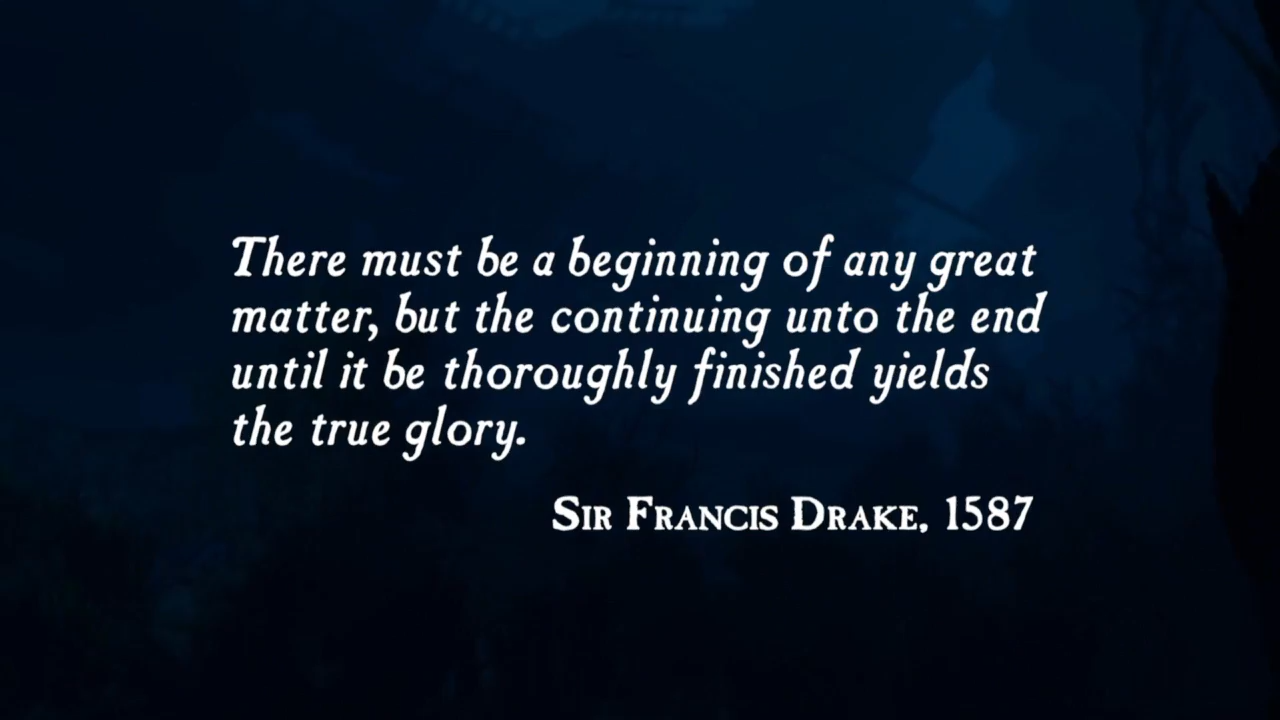 There must be a beginning of any great
matter, but the continuing unto the end
until it be thoroughly finished yields
the true glory.
Sir Francis Drake, 1587